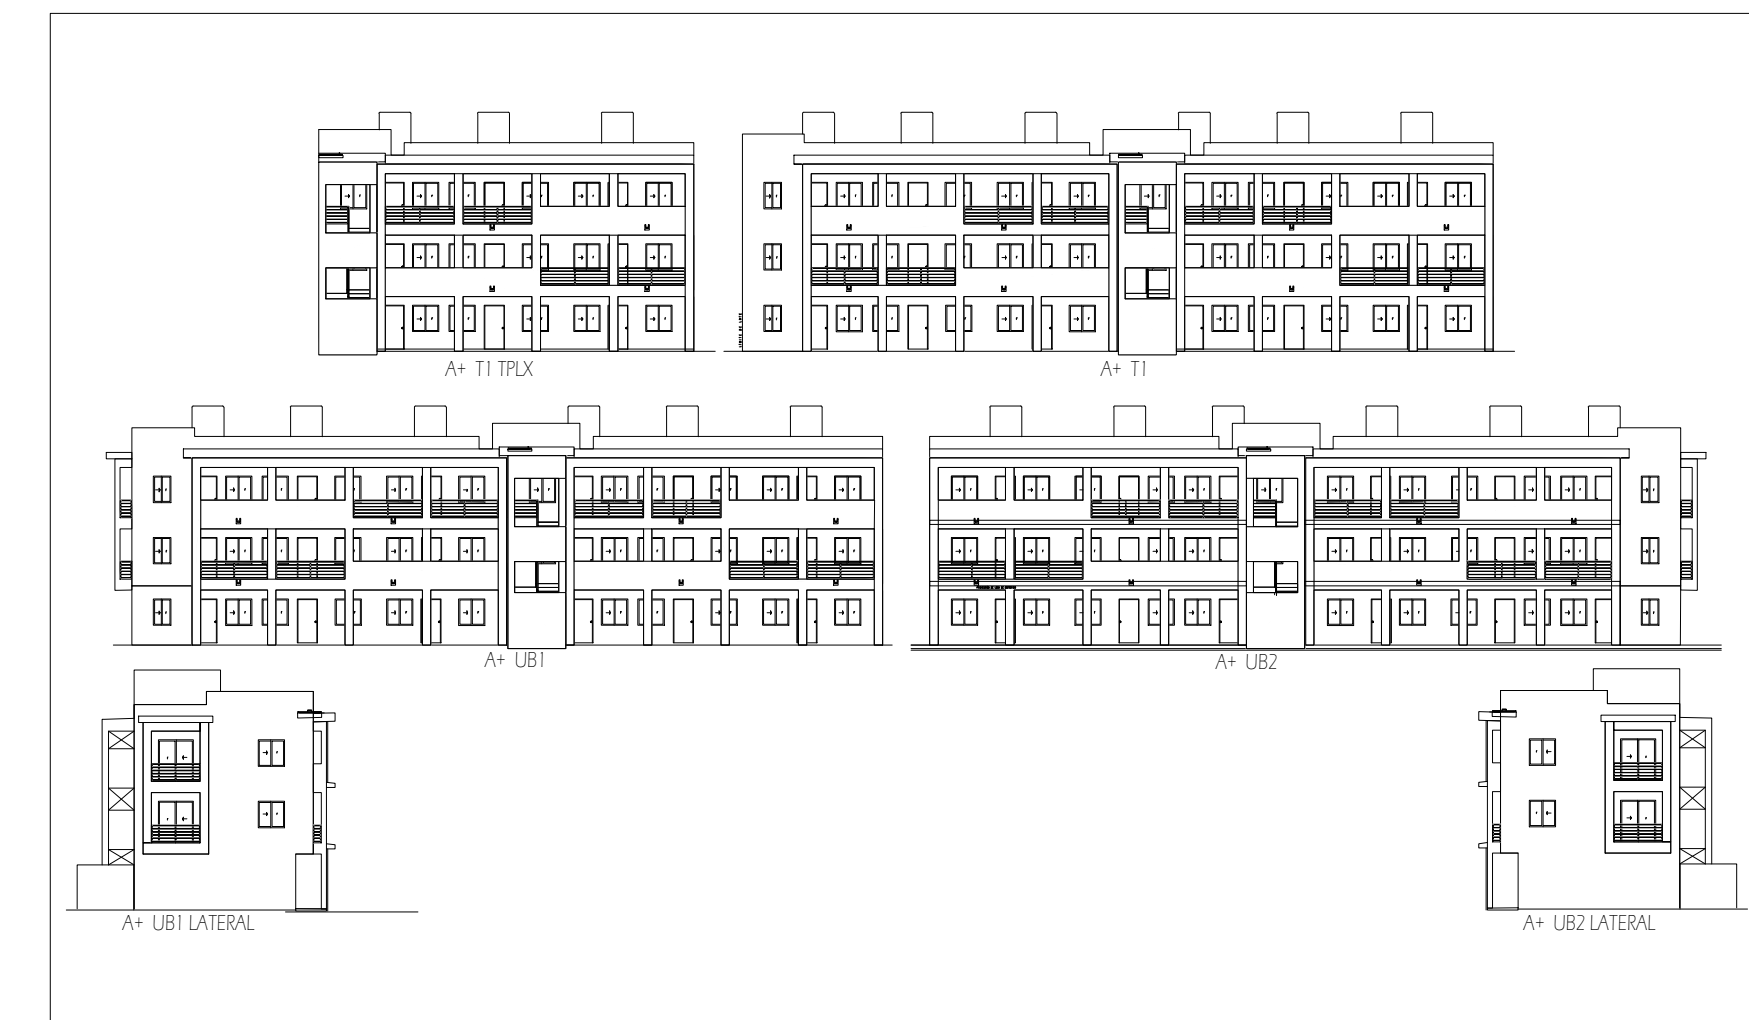 A+ T1 TPLX
A+ T1
A+ UB1
A+ UB2
A+ UB1 LATERAL
A+ UB2 LATERAL